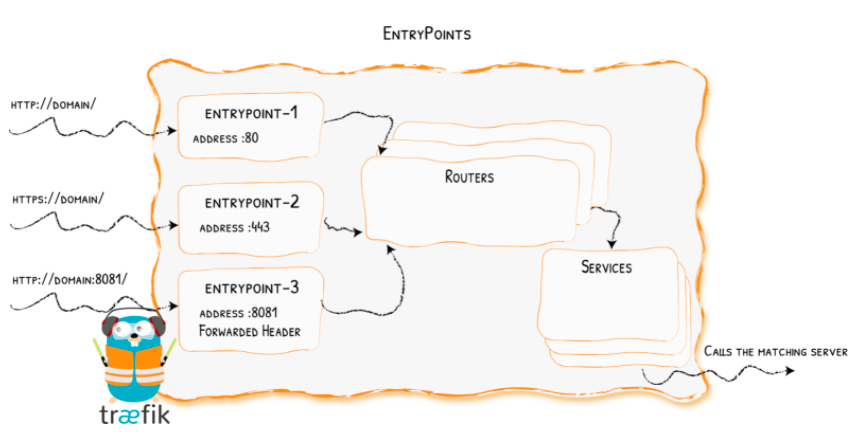 EntryPoints
http://domain/
entrypoint-1
address :80
https://domain/
entrypoint-2
address :443
http://domain:8081/
entrypoint-3
address :8081
Forwarded Header
Routers
Services
Calls the matching server
træfik